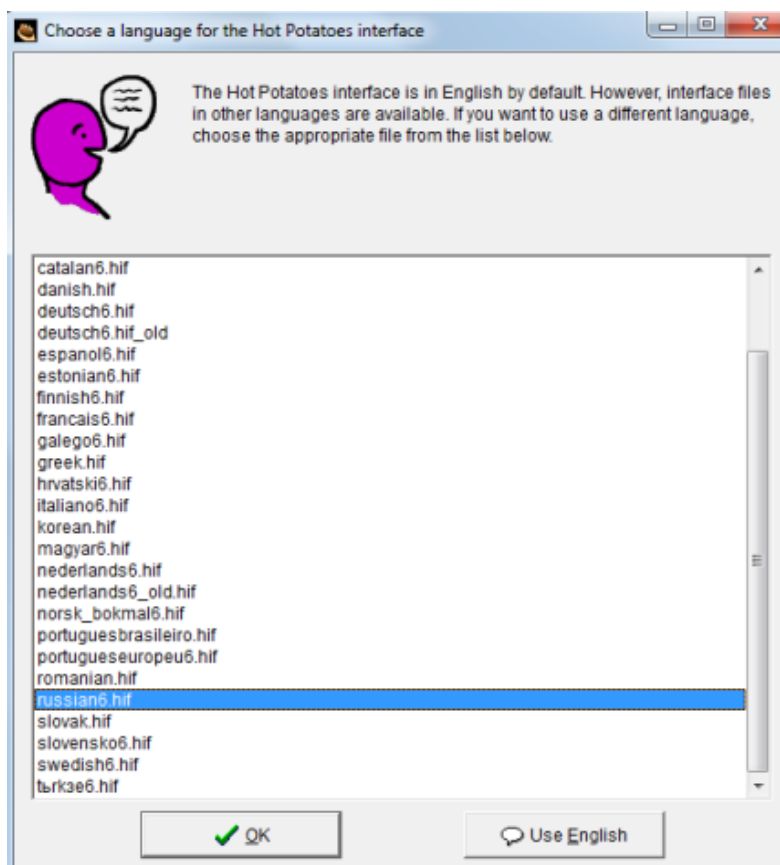 Choose a language for the Hot Potatoes interface
The Hot Potatoes interface is in English by default. However, interface files
in other languages are available. If you want to use a different language,
choose the appropriate file from the list below.
catalan6.hif
danish.hif
deutsch6.hif
deutsch6.hif_old
espanol6.hif
estonian6.hif
finnish6.hif
francais6.hif
galego6.hif
greek.hif
hrvatski6.hif
italiano6.hif
korean.hif
magyar6.hif
nederlands6.hif
nederlands6_old.hif
norsk_bokmal6.hif
portuguesbrasileiro.hif
portugueseuropeu6.hif
romanian.hif
russian6.hif
slovak.hif
slovensko6.hif
swedish6.hif
tьrkзe6.hif
OK
Use English